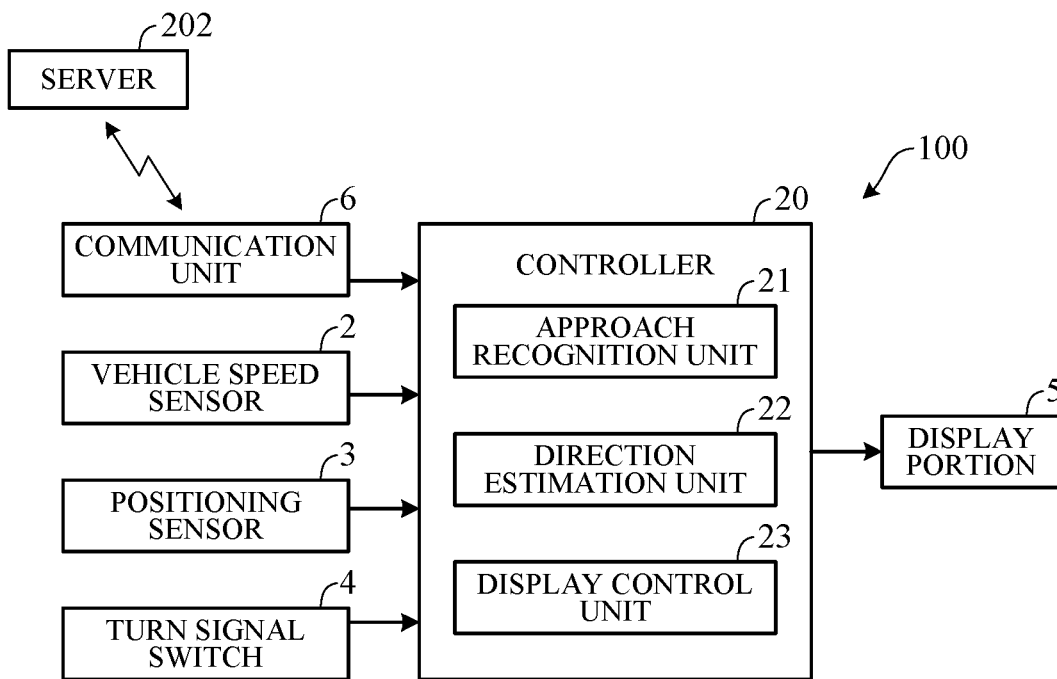 202
SERVER
100
6
COMMUNICATION
UNIT
20
CONTROLLER
2
VEHICLE SPEED
SENSOR
21
APPROACH
RECOGNITION UNIT
3
POSITIONING
SENSOR
22
DIRECTION
ESTIMATION UNIT
5
DISPLAY
PORTION
4
TURN SIGNAL
SWITCH
23
DISPLAY CONTROL
UNIT